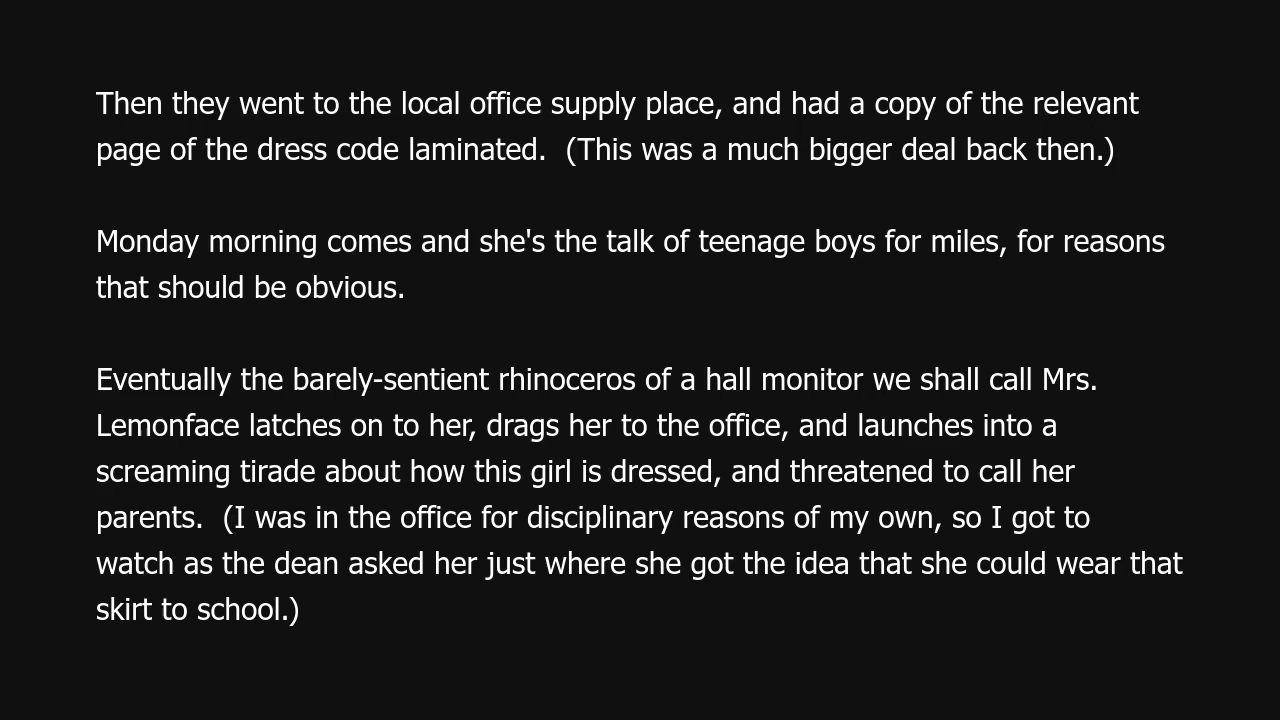 Then they went to the local office supply place, and had a copy of the relevant
page of the dress code laminated.  (This was a much bigger deal back then.)
Monday morning comes and she's the talk of teenage boys for miles, for reasons
that should be obvious.
Eventually the barely-sentient rhinoceros of a hall monitor we shall call Mrs.
Lemonface latches on to her, drags her to the office, and launches into a
screaming tirade about how this girl is dressed, and threatened to call her
parents.  (I was in the office for disciplinary reasons of my own, so I got to
watch as the dean asked her just where she got the idea that she could wear that
skirt to school.)